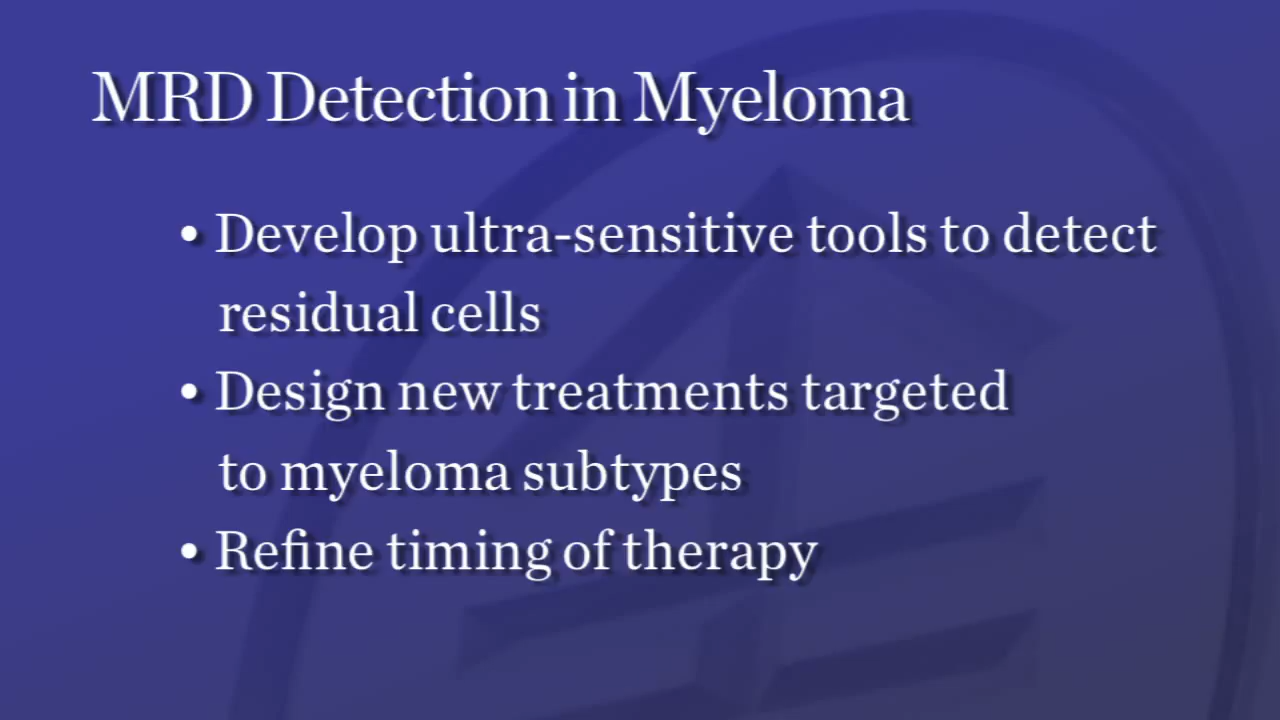 MRD Detection in Myeloma
• Develop ultra-sensitive tools to detect
residual cells
• Design new treatments targeted
to myeloma subtypes
• Refine timing of therapy